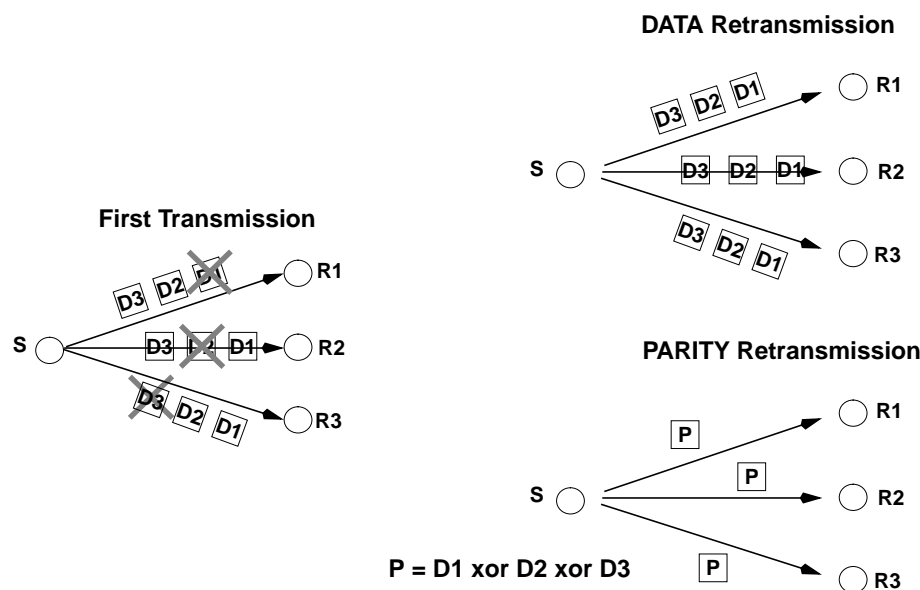 DATA Retransmission
D3 D2 D1
R1
S
D3 D2 D1
R2
D3 D2 D1
R3
First Transmission
D3 D2 D1
R1
S
D3 D2 D1
R2
D3 D2 D1
R3
PARITY Retransmission
P
R1
S
P
R2
P
R3
P = D1 xor D2 xor D3